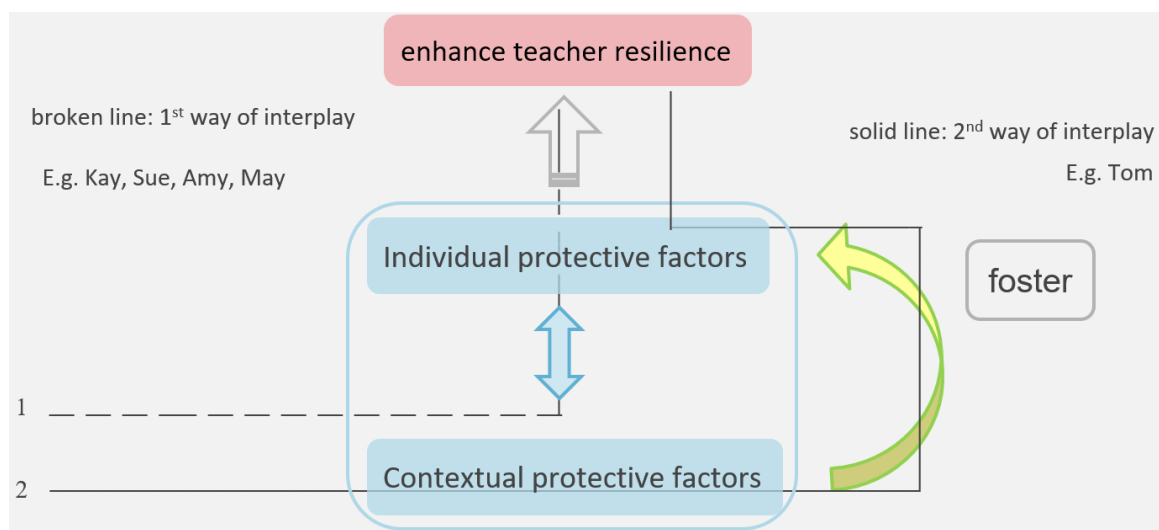 enhance teacher resilience
broken line: 1st way of interplay
E.g. Kay, Sue, Amy, May
solid line: 2nd way of interplay
E.g. Tom
Individual protective factors
foster
1
Contextual protective factors
2